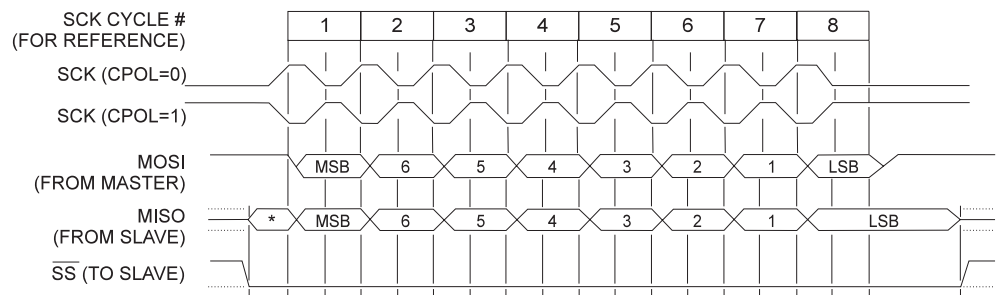 SCK CYCLE # 1 2 3 4 5 6 7 8
(FOR REFERENCE)
SCK (CPOL=0)
SCK (CPOL=1)
MOSI MSB 6 5 4 3 2 1 LSB
(FROM MASTER)
MISO * MSB 6 5 4 3 2 1 LSB
(FROM SLAVE)
SS (TO SLAVE)